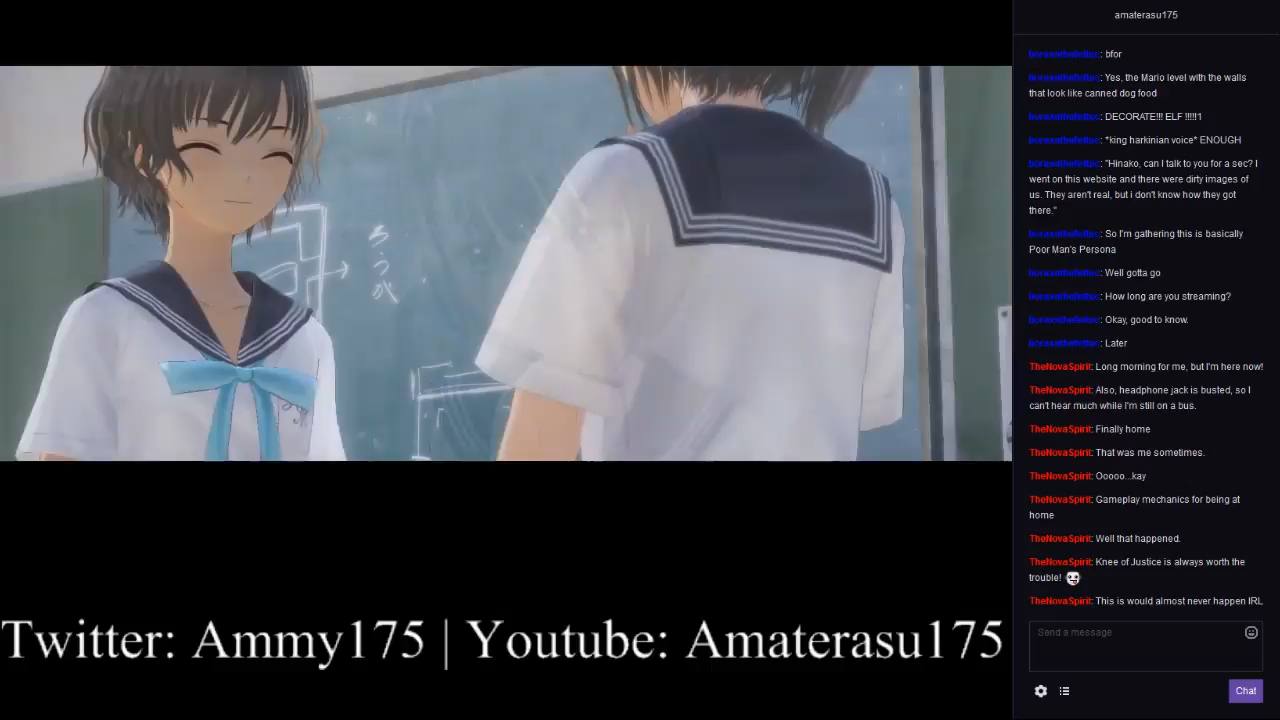 amaterasu175
: bfor
: Yes, the Mario level with the walls
that look like canned dog food
: DECORATE!!! ELF !!!!!1
: *king harkinian voice* ENOUGH
: "Hinako, can I talk to you for a sec? I
went on this website and there were dirty images of
us. They aren't real, but i don't know how they got
there."
: So I'm gathering this is basically
Poor Man's Persona
: Well gotta go
: How long are you streaming?
: Okay, good to know.
: Later
TheNovaSpirit: Long morning for me, but I'm here now!
TheNovaSpirit: Also, headphone jack is busted, so I
can't hear much while I'm still on a bus.
TheNovaSpirit: Finally home
TheNovaSpirit: That was me sometimes.
TheNovaSpirit: Ooooo...kay
TheNovaSpirit: Gameplay mechanics for being at
home
TheNovaSpirit: Well that happened.
TheNovaSpirit: Knee of Justice is always worth the
trouble!
TheNovaSpirit: This is would almost never happen IRL
Send a message
Chat
Twitter: Ammy175 | Youtube: Amaterasu175